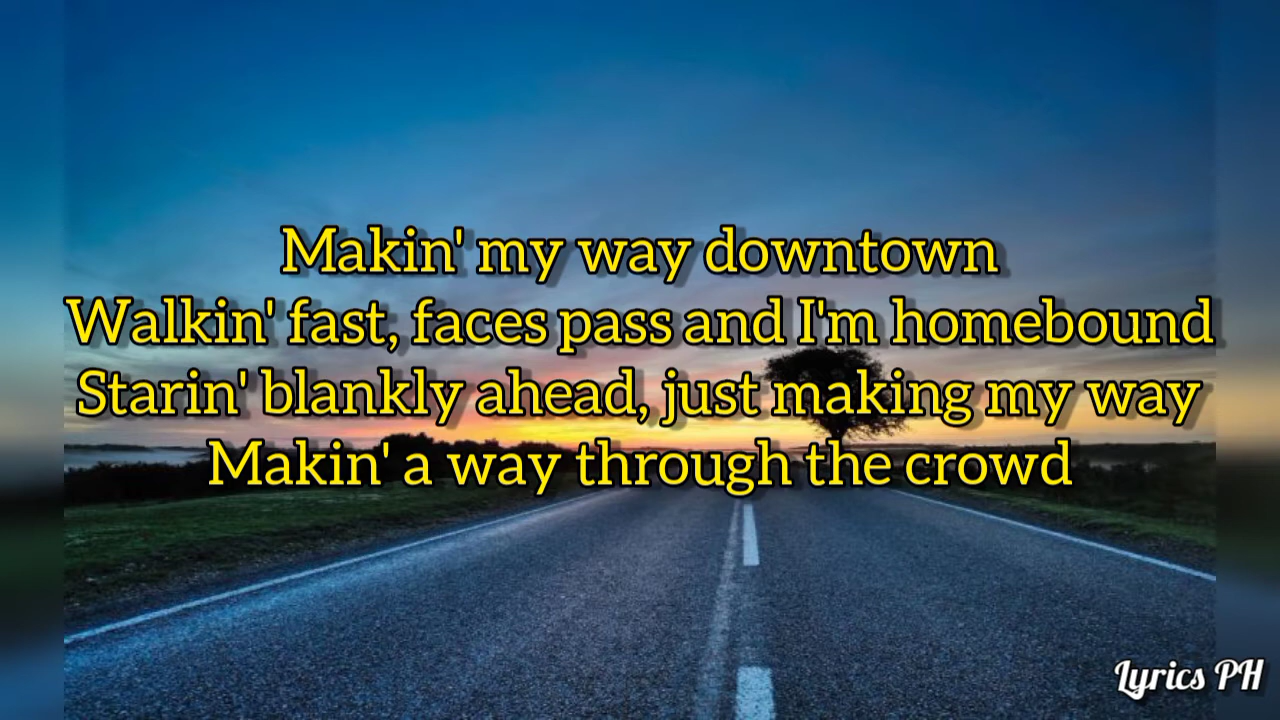 Makin' my way downtown
Walkin' fast, faces pass and I'm homebound
Starin' blankly ahead, just making my way
Makin' a way through the crowd
Lyrics PH